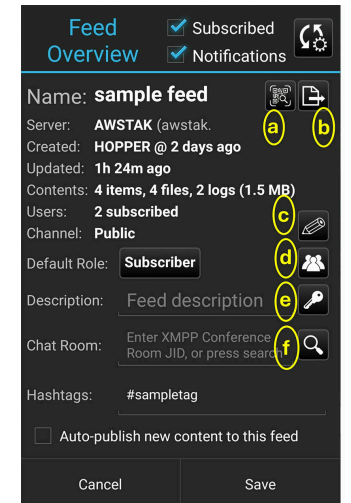 Feed Overview
Subscribed
Notifications
Name: sample feed
a
b
Server: AWSTAK (awstak.
Created: HOPPER @ 2 days ago
Updated: 1h 24m ago
Contents: 4 items, 4 files, 2 logs (1.5 MB)
Users: 2 subscribed
c
Channel: Public
Default Role: Subscriber
d
Description: Feed description
e
Chat Room: Enter XMPP Conference
Room JID, or press search
f
Hashtags: #sampletag
Auto-publish new content to this feed
Cancel Save